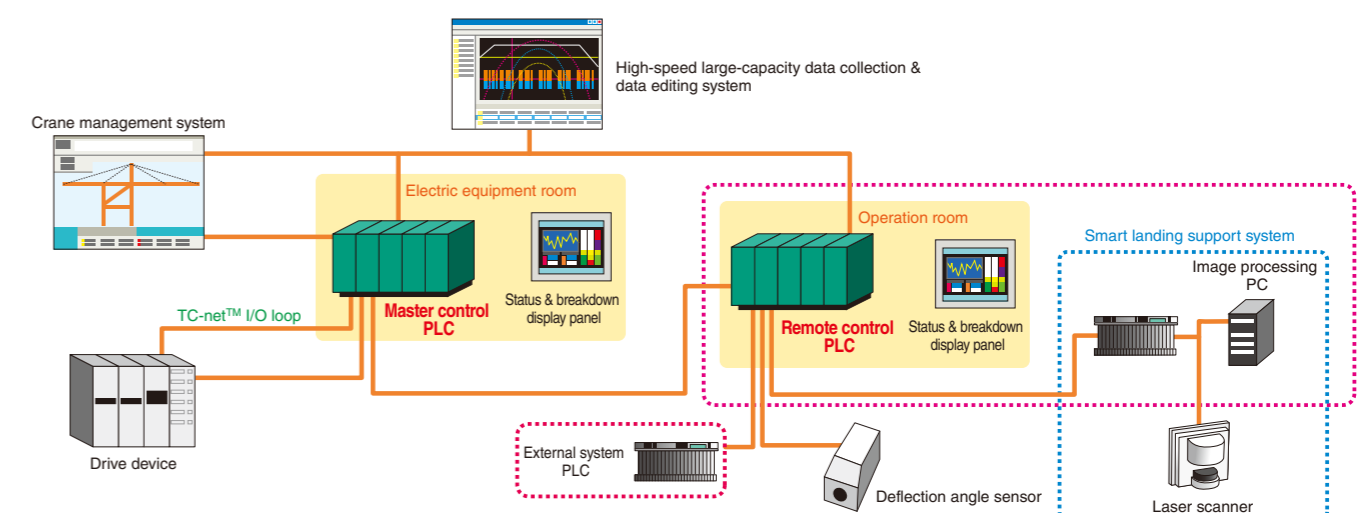 High-speed large-capacity data collection &
data editing system
Crane management system
Electric equipment room
Operation room
Smart landing support system
Image processing
PC
Master control
PLC
Status & breakdown
display panel
Remote control
PLC
Status & breakdown
display panel
TC-net™ I/O loop
Drive device
External system
PLC
Deflection angle sensor
Laser scanner